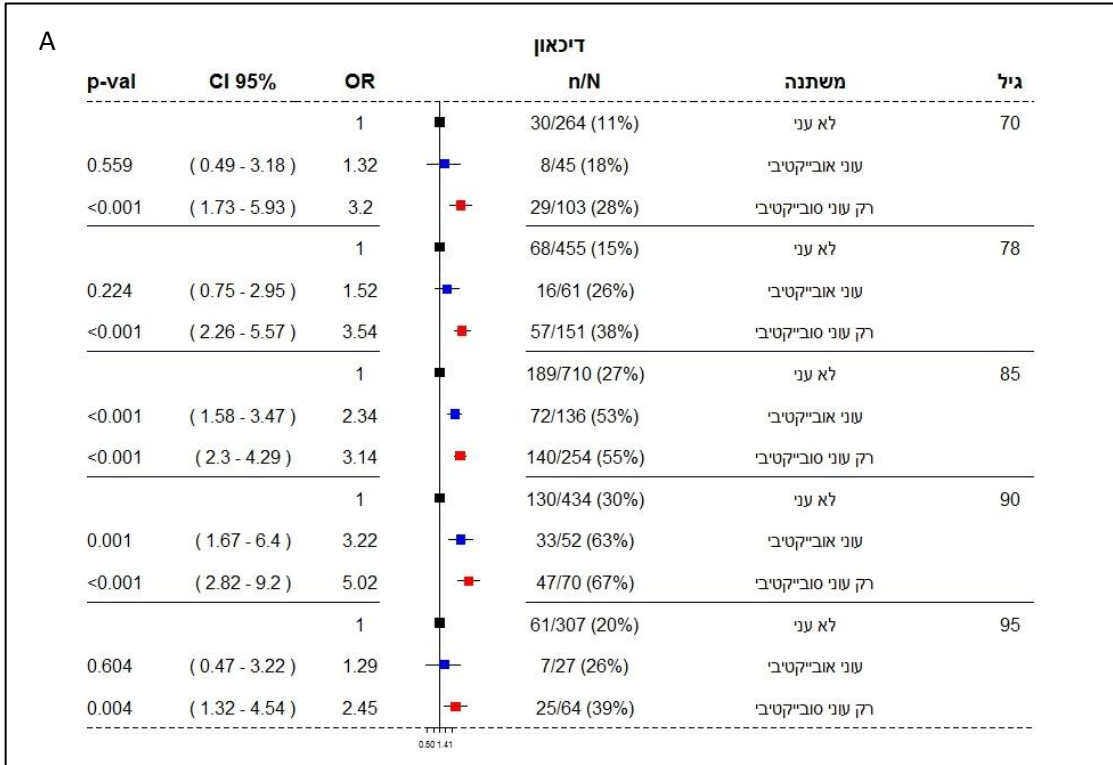 A
דיכאון
גיל משתנה n/N OR CI 95% p-val
70 לא עני 30/264 (11%) 1
עוני אובייקטיבי 8/45 (18%) 1.32 ( 0.49 - 3.18 ) 0.559
רק עוני סובייקטיבי 29/103 (28%) 3.2 ( 1.73 - 5.93 ) <0.001
78 לא עני 68/455 (15%) 1
עוני אובייקטיבי 16/61 (26%) 1.52 ( 0.75 - 2.95 ) 0.224
רק עוני סובייקטיבי 57/151 (38%) 3.54 ( 2.26 - 5.57 ) <0.001
85 לא עני 189/710 (27%) 1
עוני אובייקטיבי 72/136 (53%) 2.34 ( 1.58 - 3.47 ) <0.001
רק עוני סובייקטיבי 140/254 (55%) 3.14 ( 2.3 - 4.29 ) <0.001
90 לא עני 130/434 (30%) 1
עוני אובייקטיבי 33/52 (63%) 3.22 ( 1.67 - 6.4 ) 0.001
רק עוני סובייקטיבי 47/70 (67%) 5.02 ( 2.82 - 9.2 ) <0.001
95 לא עני 61/307 (20%) 1
עוני אובייקטיבי 7/27 (26%) 1.29 ( 0.47 - 3.22 ) 0.604
רק עוני סובייקטיבי 25/64 (39%) 2.45 ( 1.32 - 4.54 ) 0.004
0.50 1.41